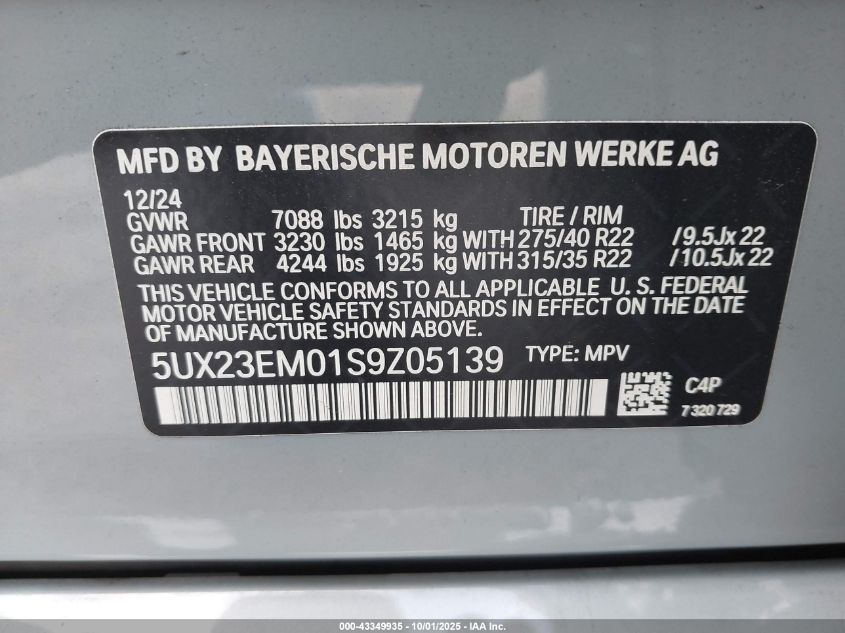 MFD BY BAYERISCHE MOTOREN WERKE AG
12/24
GVWR 7088 lbs 3215 kg TIRE / RIM
GAWR FRONT 3230 lbs 1465 kg WITH 275/40 R22 /9.5Jx22
GAWR REAR 4244 lbs 1925 kg WITH 315/35 R22 /10.5Jx22
THIS VEHICLE CONFORMS TO ALL APPLICABLE U. S. FEDERAL
MOTOR VEHICLE SAFETY STANDARDS IN EFFECT ON THE DATE
OF MANUFACTURE SHOWN ABOVE.
5UX23EM01S9Z05139 TYPE: MPV
C4P
7 320 729
000-43349935 - 10/01/2025 - IAA Inc.